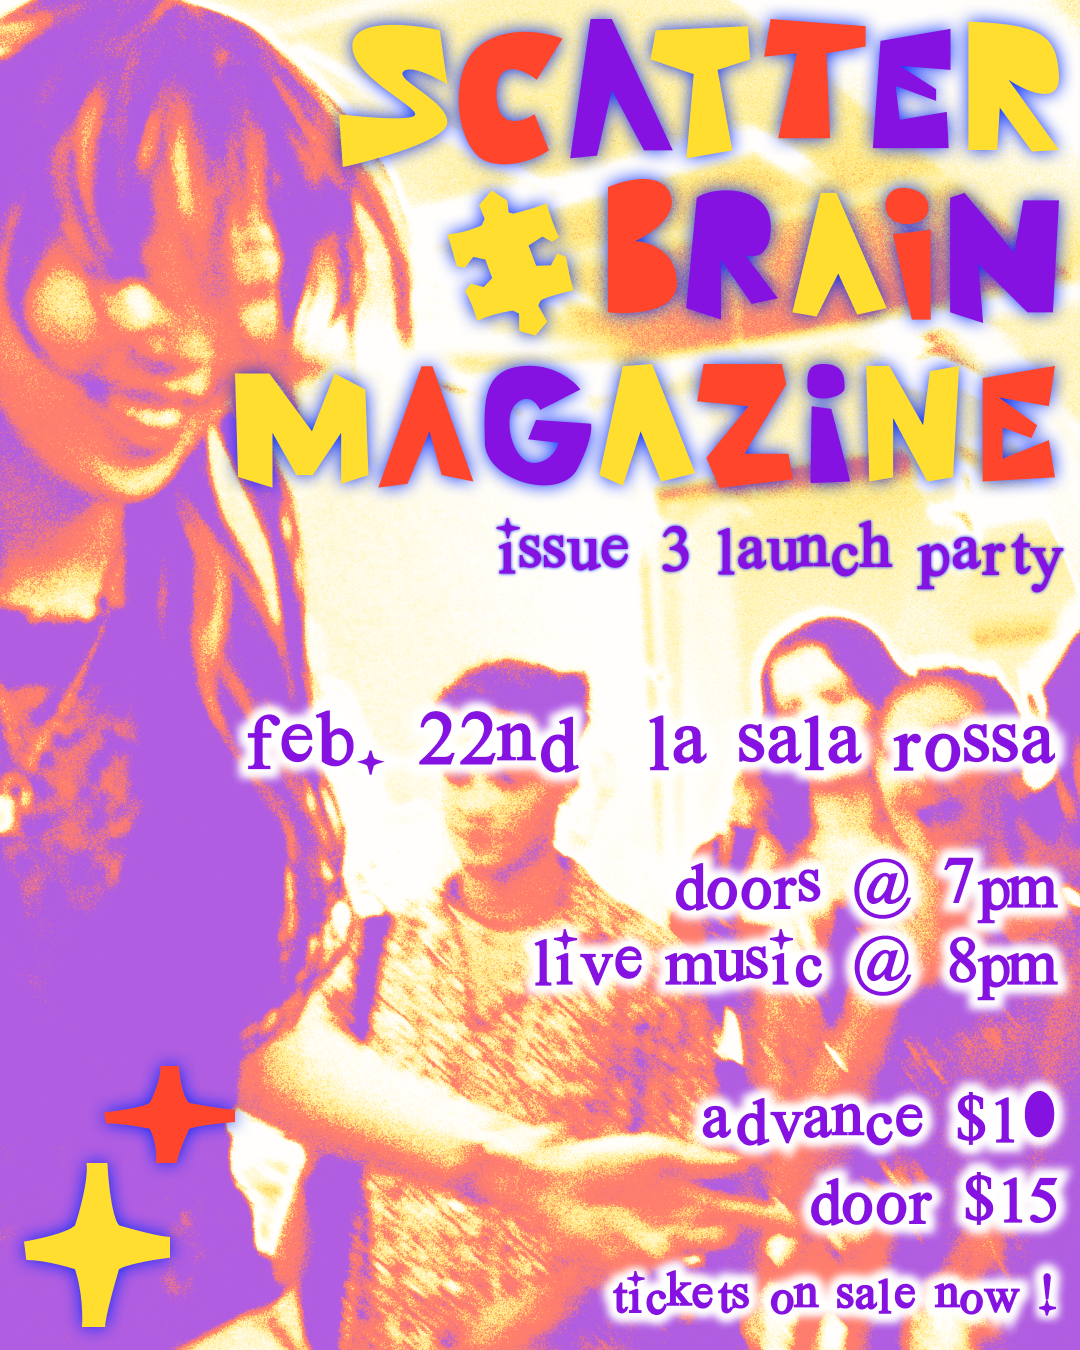 SCATTER
BRAiN
MAGAZiNE
issue 3 launch party
feb. 22nd la sala rossa
doors @ 7pm
live music @ 8pm
advance $10
door $15
tickets on sale now !